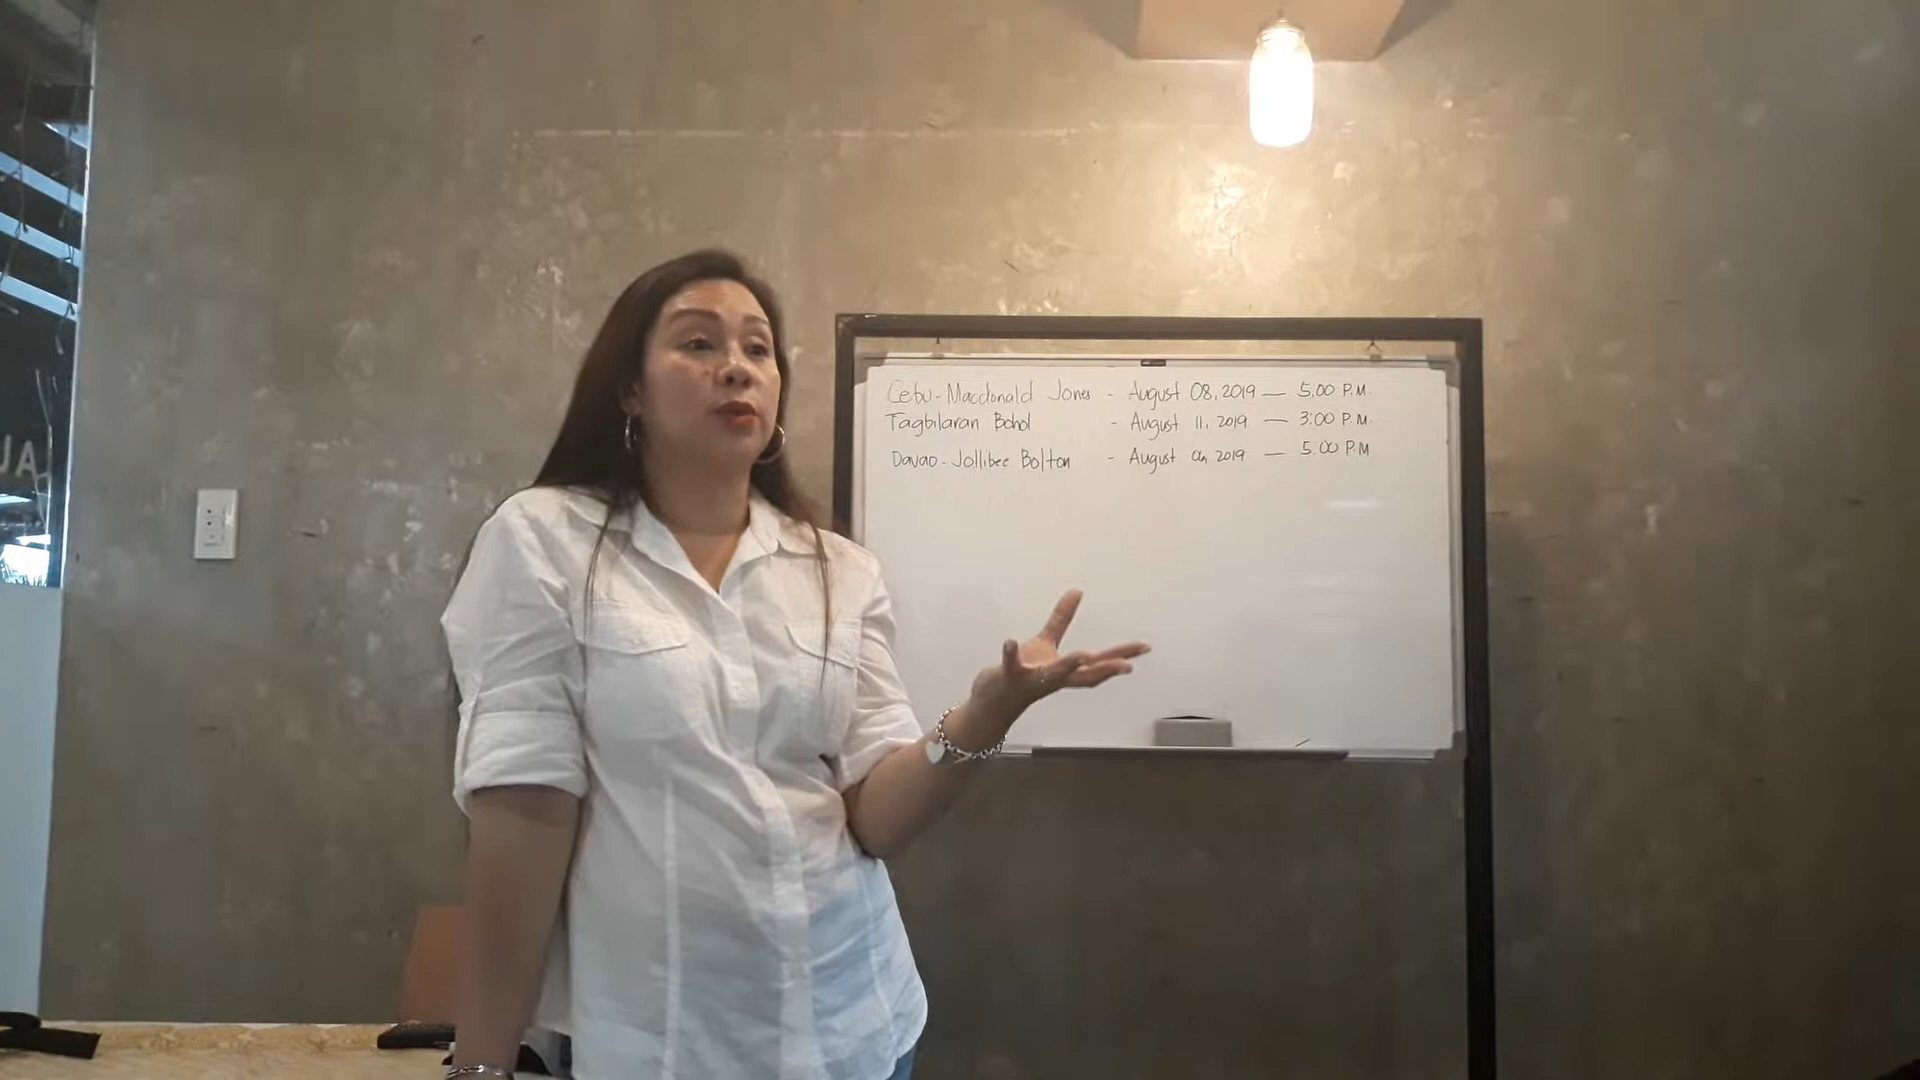 Cebu - Macdonald Jones - August 08, 2019 — 5:00 P.M.
Tagbilaran Bohol - August 11, 2019 — 3:00 P.M.
Davao - Jollibee Bolton - August 2019 — 5:00 P.M